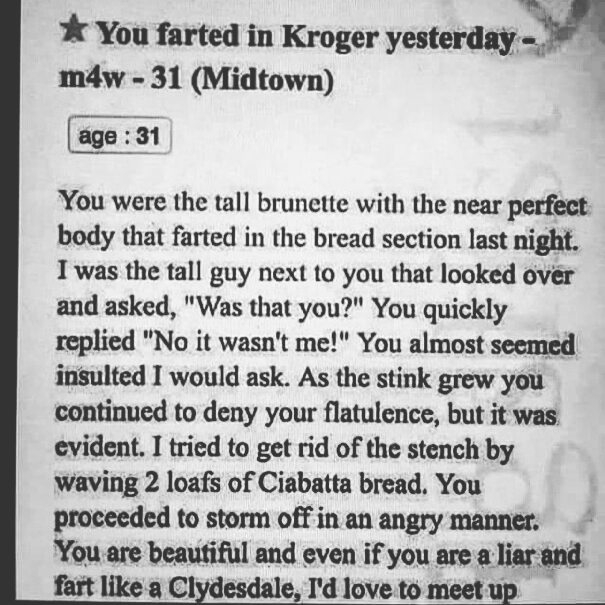 ★ You farted in Kroger yesterday -
m4w - 31 (Midtown)
age : 31
You were the tall brunette with the near perfect
body that farted in the bread section last night.
I was the tall guy next to you that looked over
and asked, "Was that you?" You quickly
replied "No it wasn't me!" You almost seemed
insulted I would ask. As the stink grew you
continued to deny your flatulence, but it was
evident. I tried to get rid of the stench by
waving 2 loafs of Ciabatta bread. You
proceeded to storm off in an angry manner.
You are beautiful and even if you are a liar and
fart like a Clydesdale, I'd love to meet up